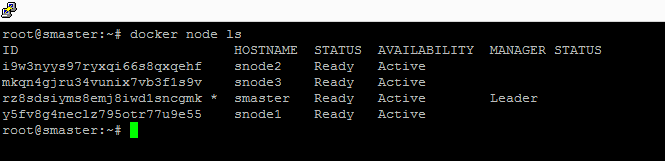 root@smaster:~# docker node ls
ID HOSTNAME STATUS AVAILABILITY MANAGER STATUS
i9w3nyys97ryxqi66s8qxqehf snode2 Ready Active
mkqn4gjru34vunix7vb3f1s9v snode3 Ready Active
rz8sdsiyms8emj8iwd1sncgmk * smaster Ready Active Leader
y5fv8g4neclz795otr77u9e55 snode1 Ready Active
root@smaster:~#